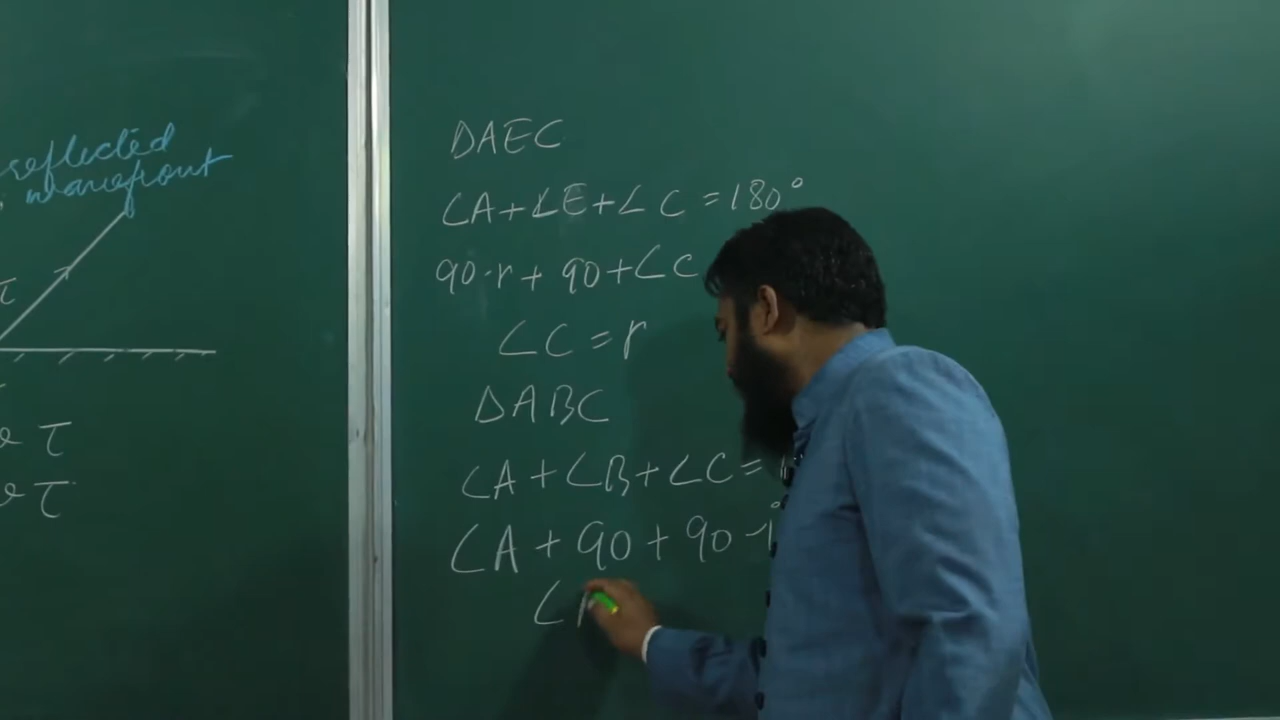 reflected
wavefront
τ
τ
τ
ΔAEC
∠A+∠E+∠C=180°
90-r+90+∠C
∠C=r
ΔABC
∠A+∠B+∠C=
∠A+90+90-i
∠A